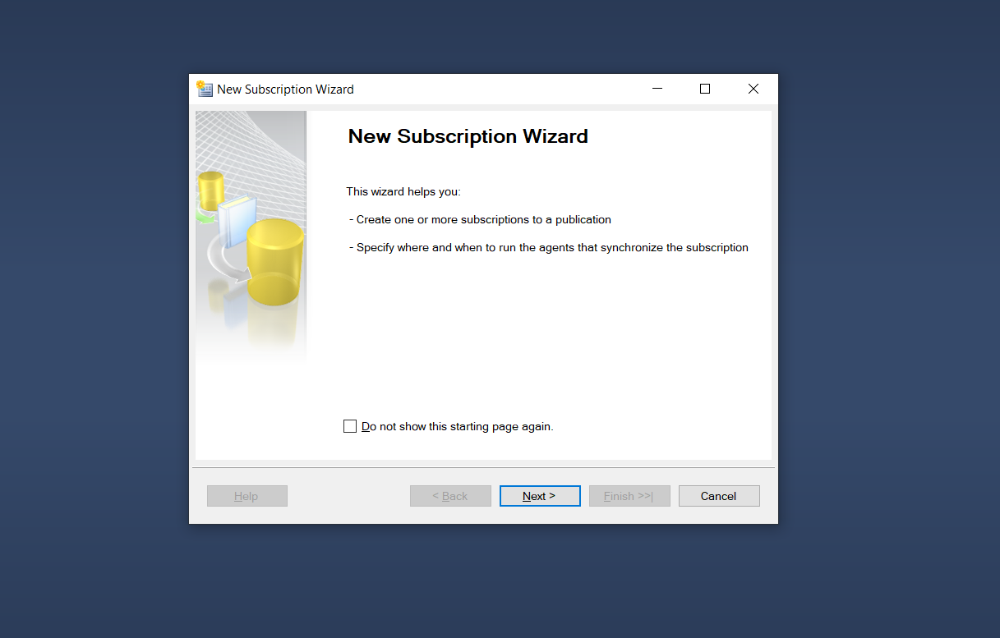 New Subscription Wizard
New Subscription Wizard
This wizard helps you:
- Create one or more subscriptions to a publication
- Specify where and when to run the agents that synchronize the subscription
Do not show this starting page again.
Help
< Back
Next >
Finish >>|
Cancel